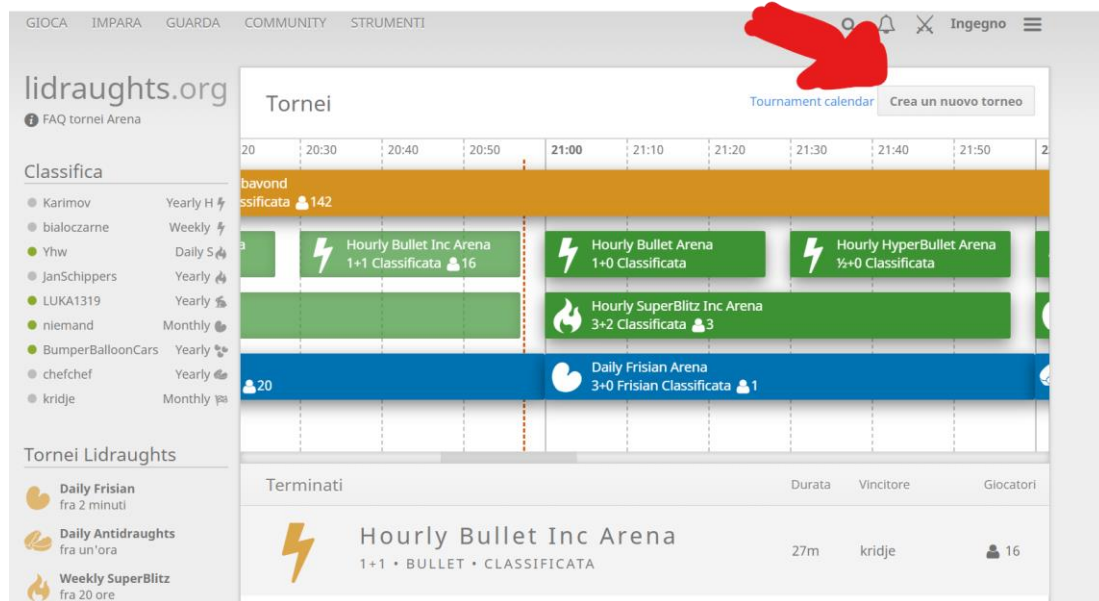 GIOCA IMPARA GUARDA COMMUNITY STRUMENTI
Ingegno
lidraughts.org
FAQ tornei Arena
Classifica
Karimov Yearly H
bialoczarne Weekly
Yhw Daily S
JanSchippers Yearly
LUKA1319 Yearly
niemand Monthly
BumperBalloonCars Yearly
chefchef Yearly
kridje Monthly
Tornei Lidraughts
Daily Frisian
fra 2 minuti
Daily Antidraughts
fra un'ora
Weekly SuperBlitz
fra 20 ore
Tornei
Tournament calendar Crea un nuovo torneo
20 20:30 20:40 20:50 21:00 21:10 21:20 21:30 21:40 21:50 2
bavond
ssificata 142
a
Hourly Bullet Inc Arena
1+1 Classificata 16
Hourly Bullet Arena
1+0 Classificata
Hourly HyperBullet Arena
½+0 Classificata
Hourly SuperBlitz Inc Arena
3+2 Classificata 3
20
Daily Frisian Arena
3+0 Frisian Classificata 1
Terminati Durata Vincitore Giocatori
Hourly Bullet Inc Arena
1+1 • BULLET • CLASSIFICATA
27m kridje 16